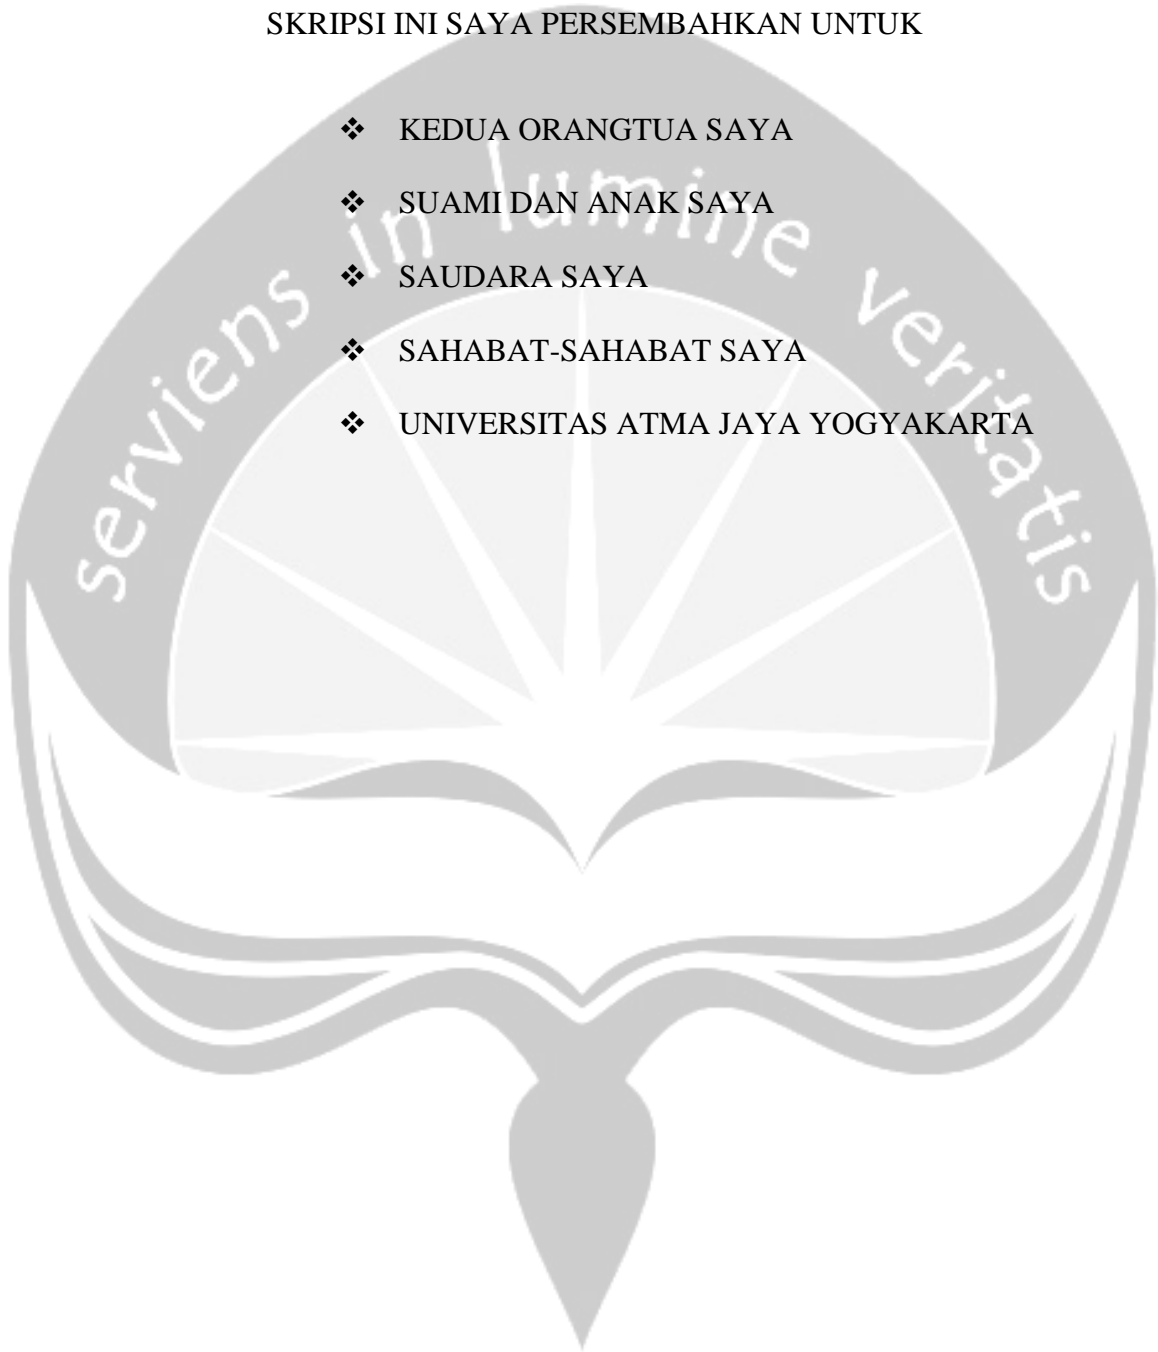 SKRIPSI INI SAYA PERSEMBAHKAN UNTUK
❖ KEDUA ORANGTUA SAYA
❖ SUAMI DAN ANAK SAYA
❖ SAUDARA SAYA
❖ SAHABAT-SAHABAT SAYA
❖ UNIVERSITAS ATMA JAYA YOGYAKARTA
serviens in lumine veritatis